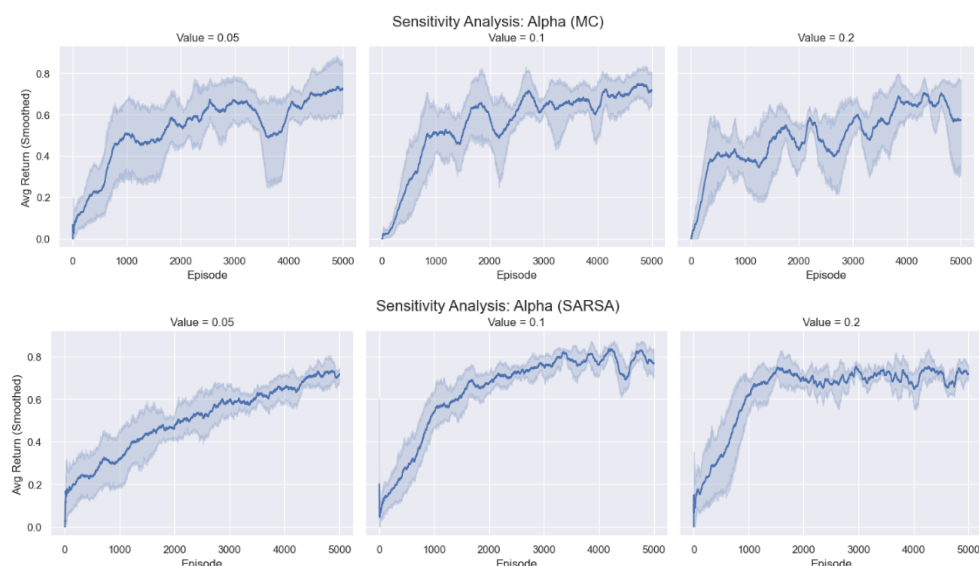 Sensitivity Analysis: Alpha (MC)
Value = 0.05
Value = 0.1
Value = 0.2
Avg Return (Smoothed)
0.8
0.6
0.4
0.2
0.0
0 1000 2000 3000 4000 5000
0 1000 2000 3000 4000 5000
0 1000 2000 3000 4000 5000
Episode
Episode
Episode
Sensitivity Analysis: Alpha (SARSA)
Value = 0.05
Value = 0.1
Value = 0.2
Avg Return (Smoothed)
0.8
0.6
0.4
0.2
0.0
0 1000 2000 3000 4000 5000
0 1000 2000 3000 4000 5000
0 1000 2000 3000 4000 5000
Episode
Episode
Episode